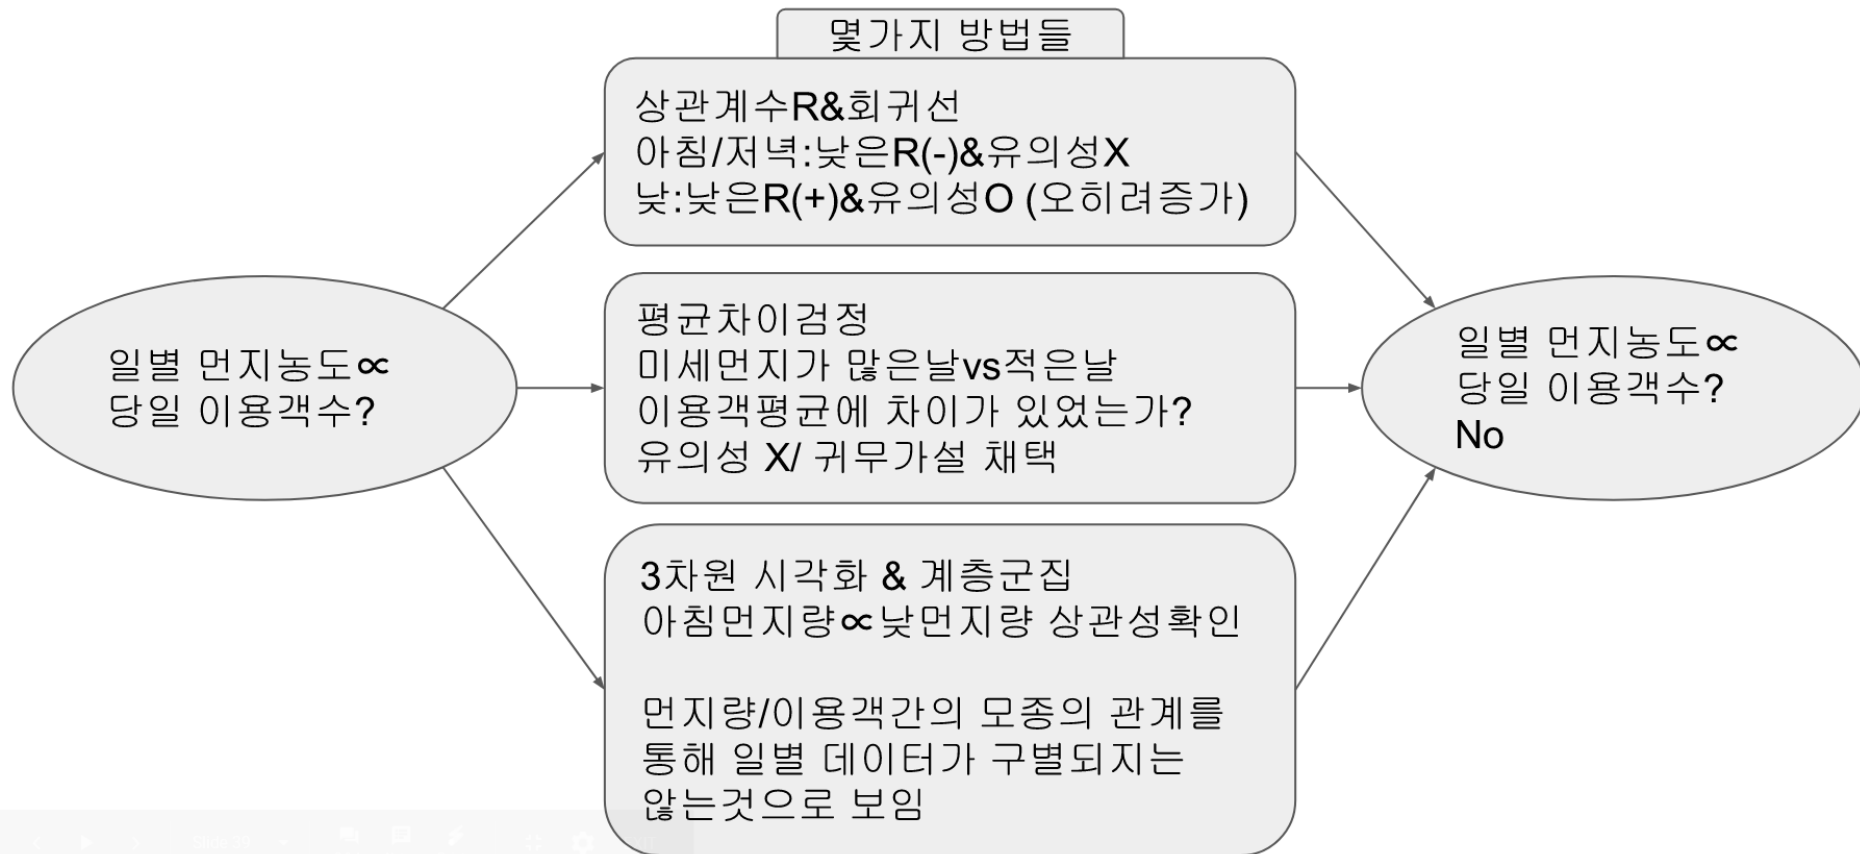 몇가지 방법들
상관계수R&회귀선
아침/저녁:낮은R(-)&유의성X
낮:낮은R(+)&유의성O (오히려증가)
일별 먼지농도∝
당일 이용객수?
평균차이검정
미세먼지가 많은날vs적은날
이용객평균에 차이가 있었는가?
유의성 X/ 귀무가설 채택
일별 먼지농도∝
당일 이용객수?
No
3차원 시각화 & 계층군집
아침먼지량∝낮먼지량 상관성확인
먼지량/이용객간의 모종의 관계를
통해 일별 데이터가 구별되지는
않는것으로 보임